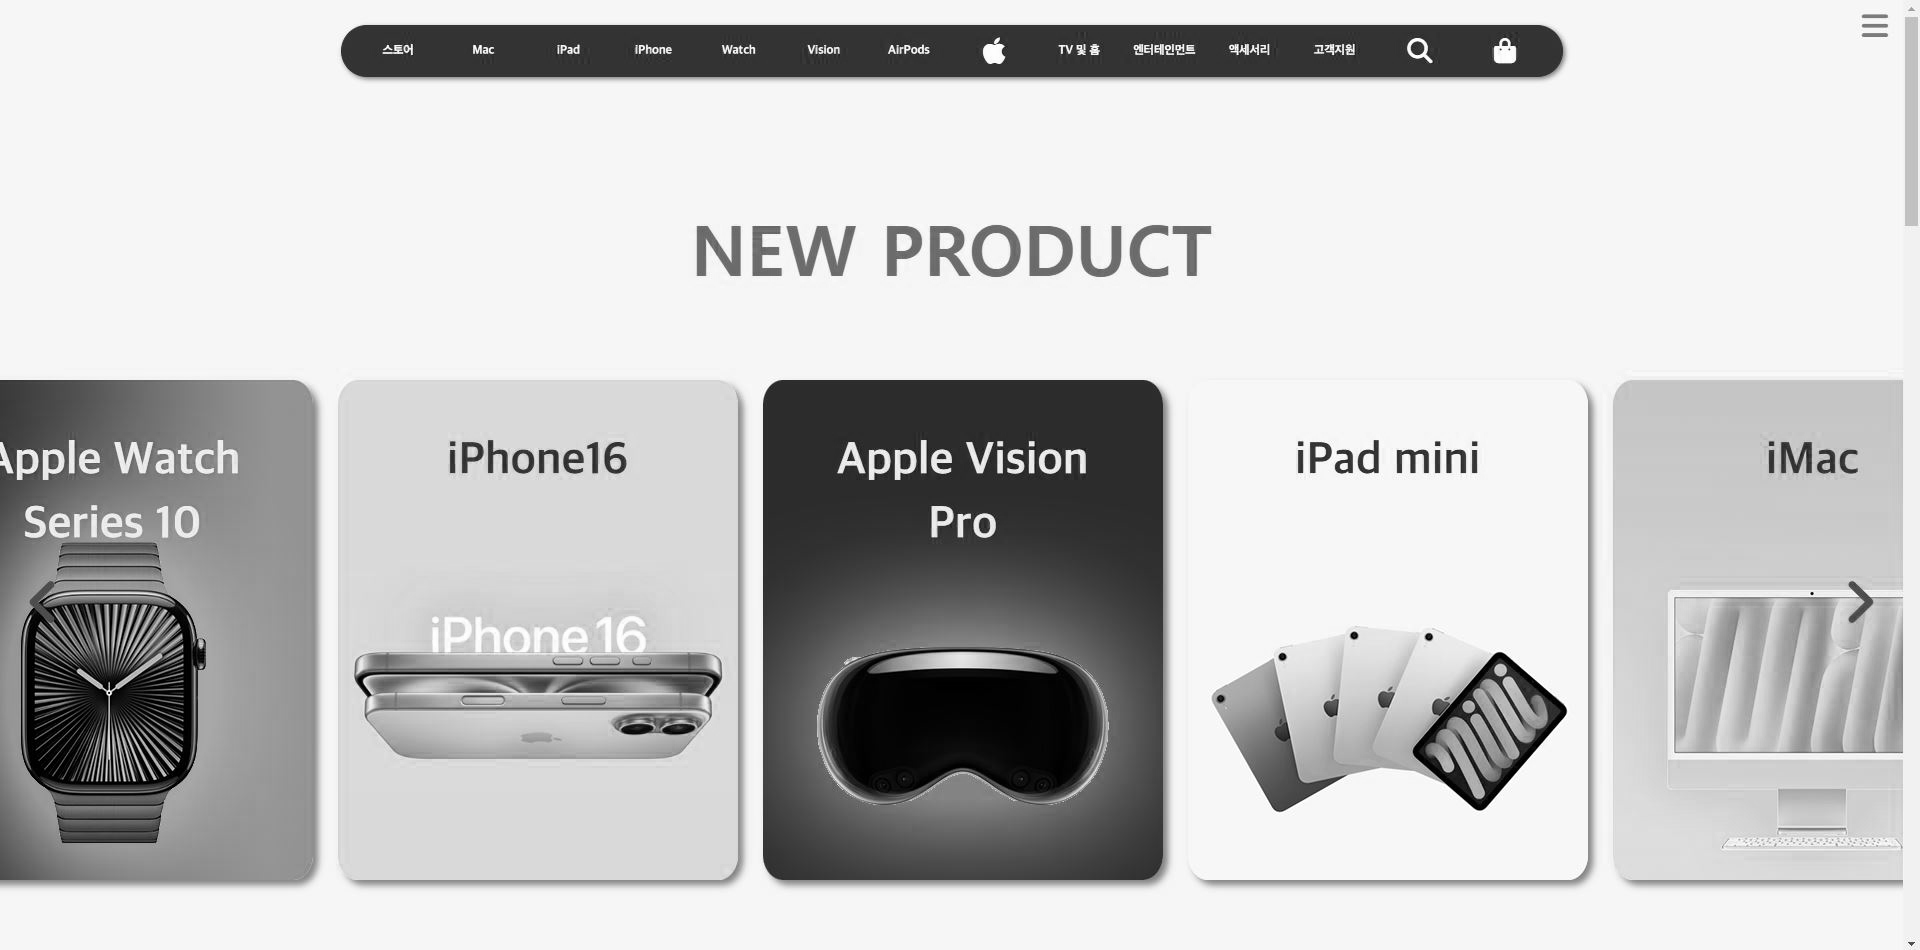 스토어 Mac iPad iPhone Watch Vision AirPods TV 및 홈 엔터테인먼트 액세서리 고객지원
NEW PRODUCT
Apple Watch
Series 10
iPhone16
iPhone 16
Apple Vision
Pro
iPad mini
iMac